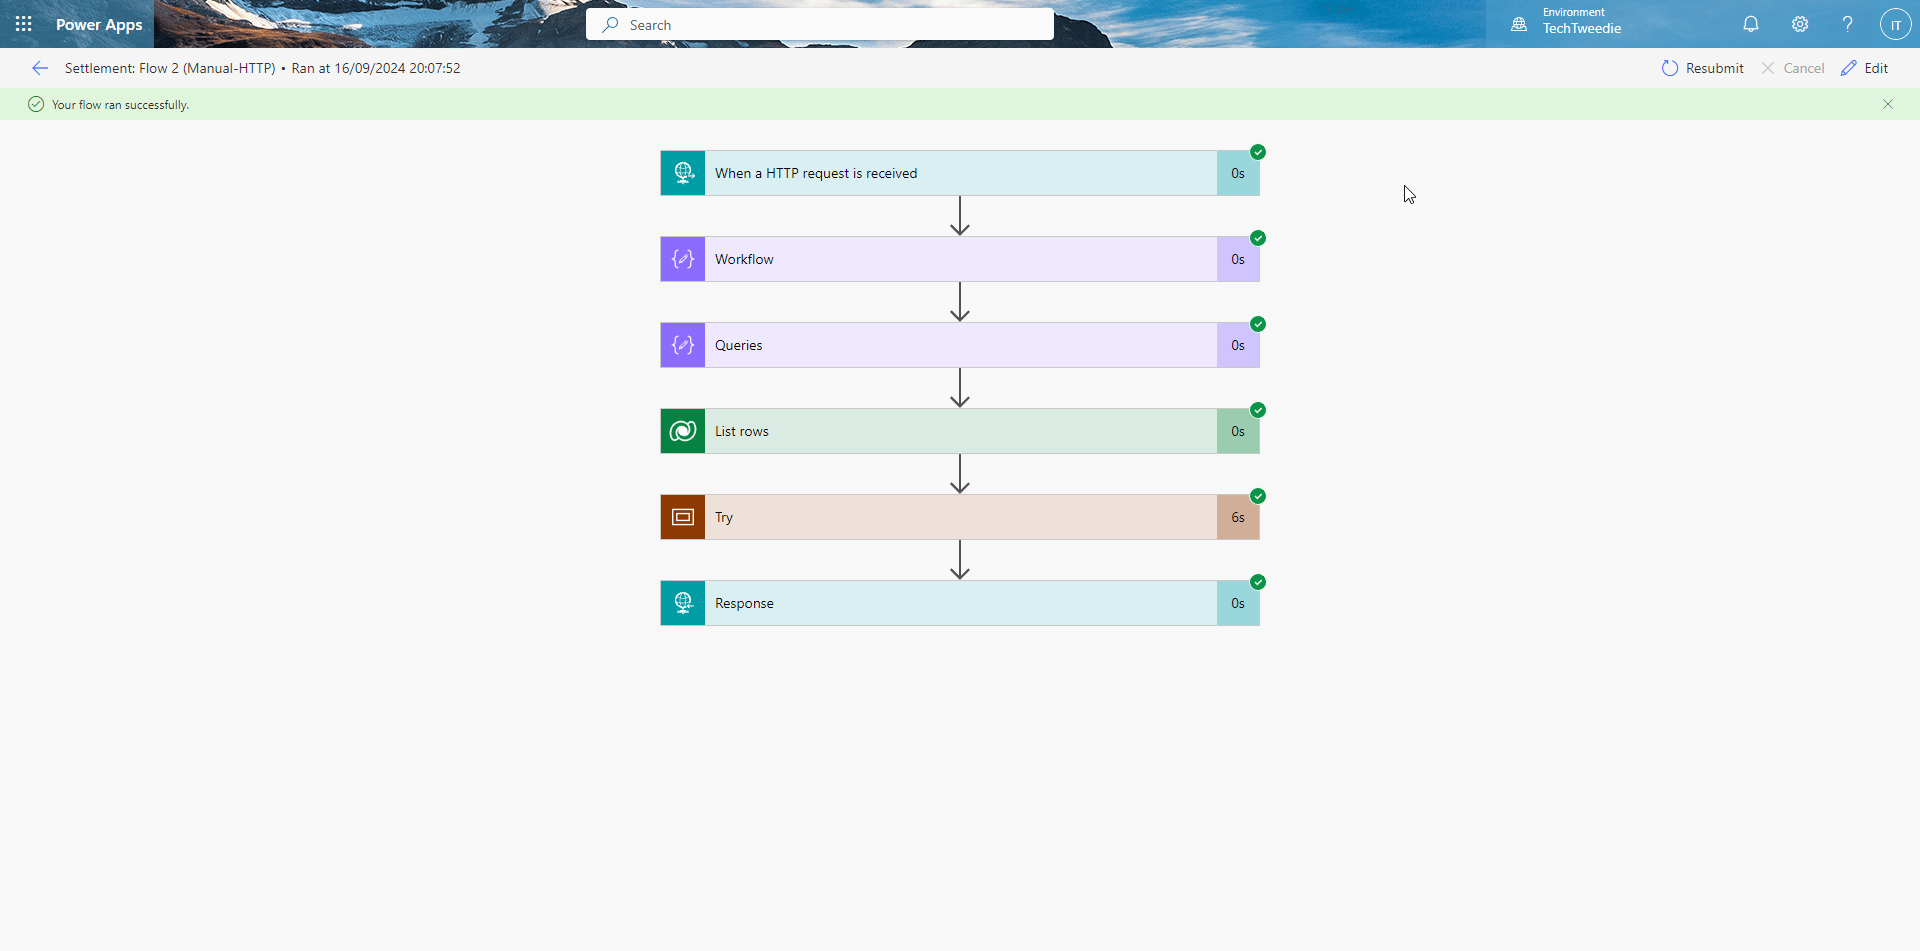 Power Apps
Search
Environment
TechTweedie
IT
Settlement: Flow 2 (Manual-HTTP) • Ran at 16/09/2024 20:07:52
Resubmit
Cancel
Edit
Your flow ran successfully.
When a HTTP request is received
0s
Workflow
0s
Queries
0s
List rows
0s
Try
6s
Response
0s